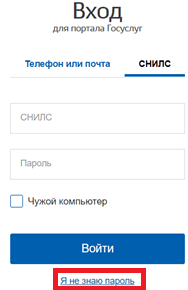 Вход
для портала Госуслуг
Телефон или почта СНИЛС
СНИЛС
Пароль
Чужой компьютер
Войти
Я не знаю пароль